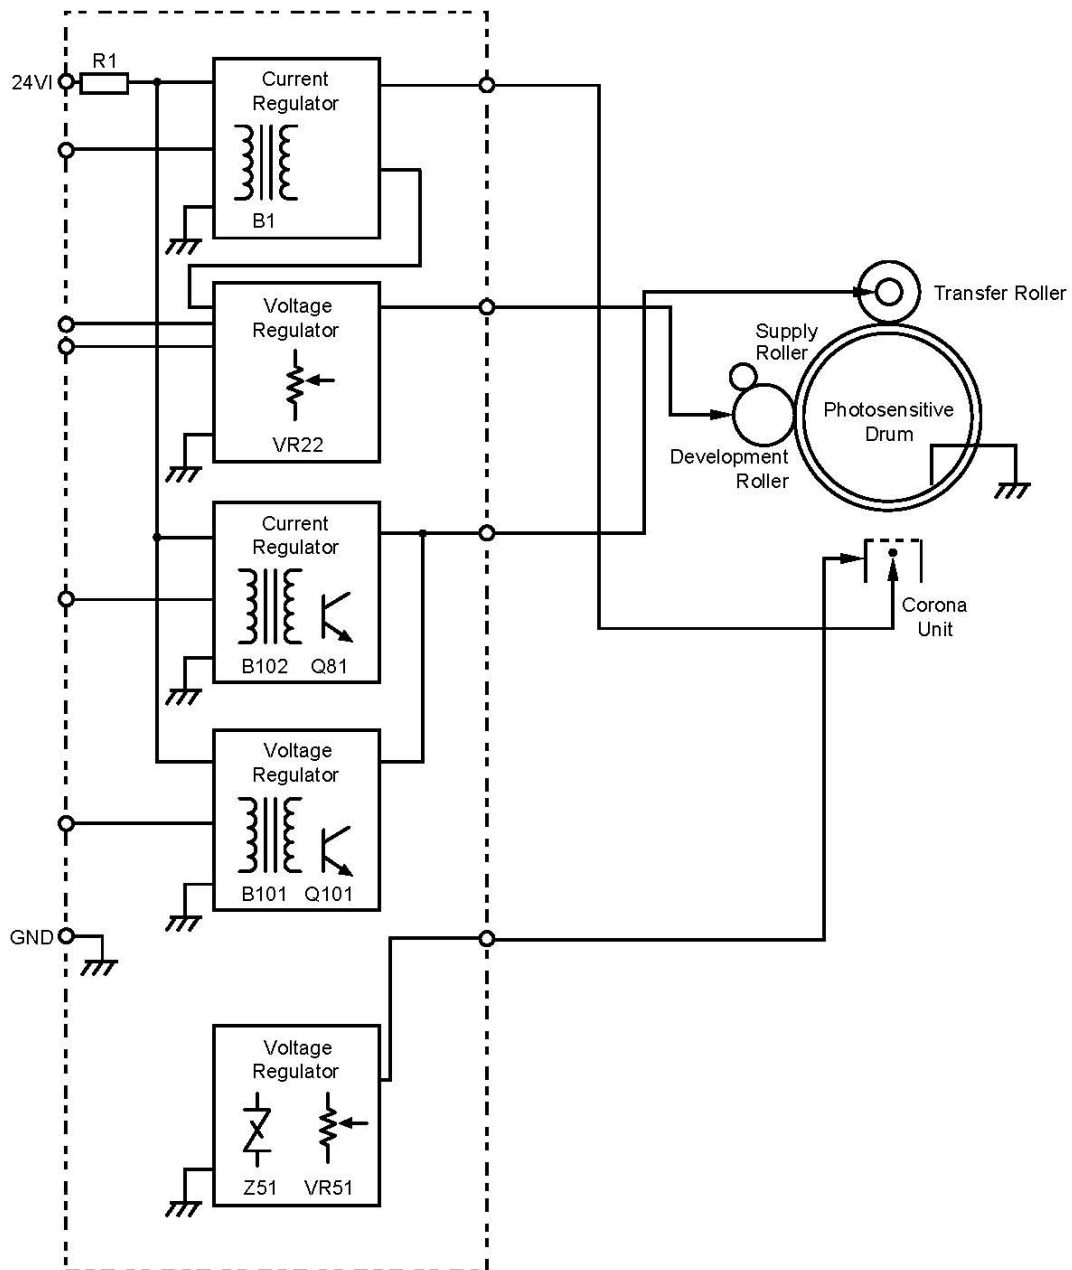 R1
24VI
Current
Regulator
B1
Voltage
Regulator
VR22
Transfer Roller
Supply
Roller
Photosensitive
Drum
Development
Roller
Current
Regulator
B102 Q81
Corona
Unit
Voltage
Regulator
B101 Q101
GND
Voltage
Regulator
Z51 VR51